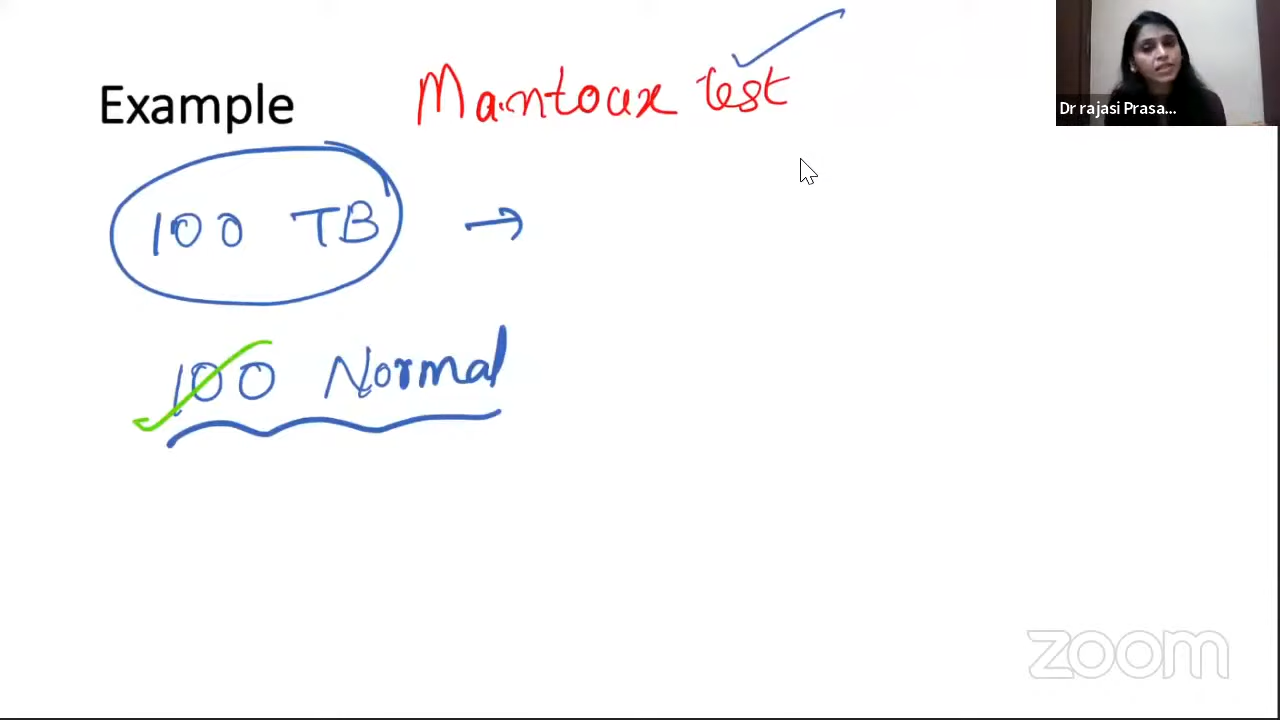 Example Mantoux test
Dr rajasi Prasa...
100 TB →
100 Normal
zoom